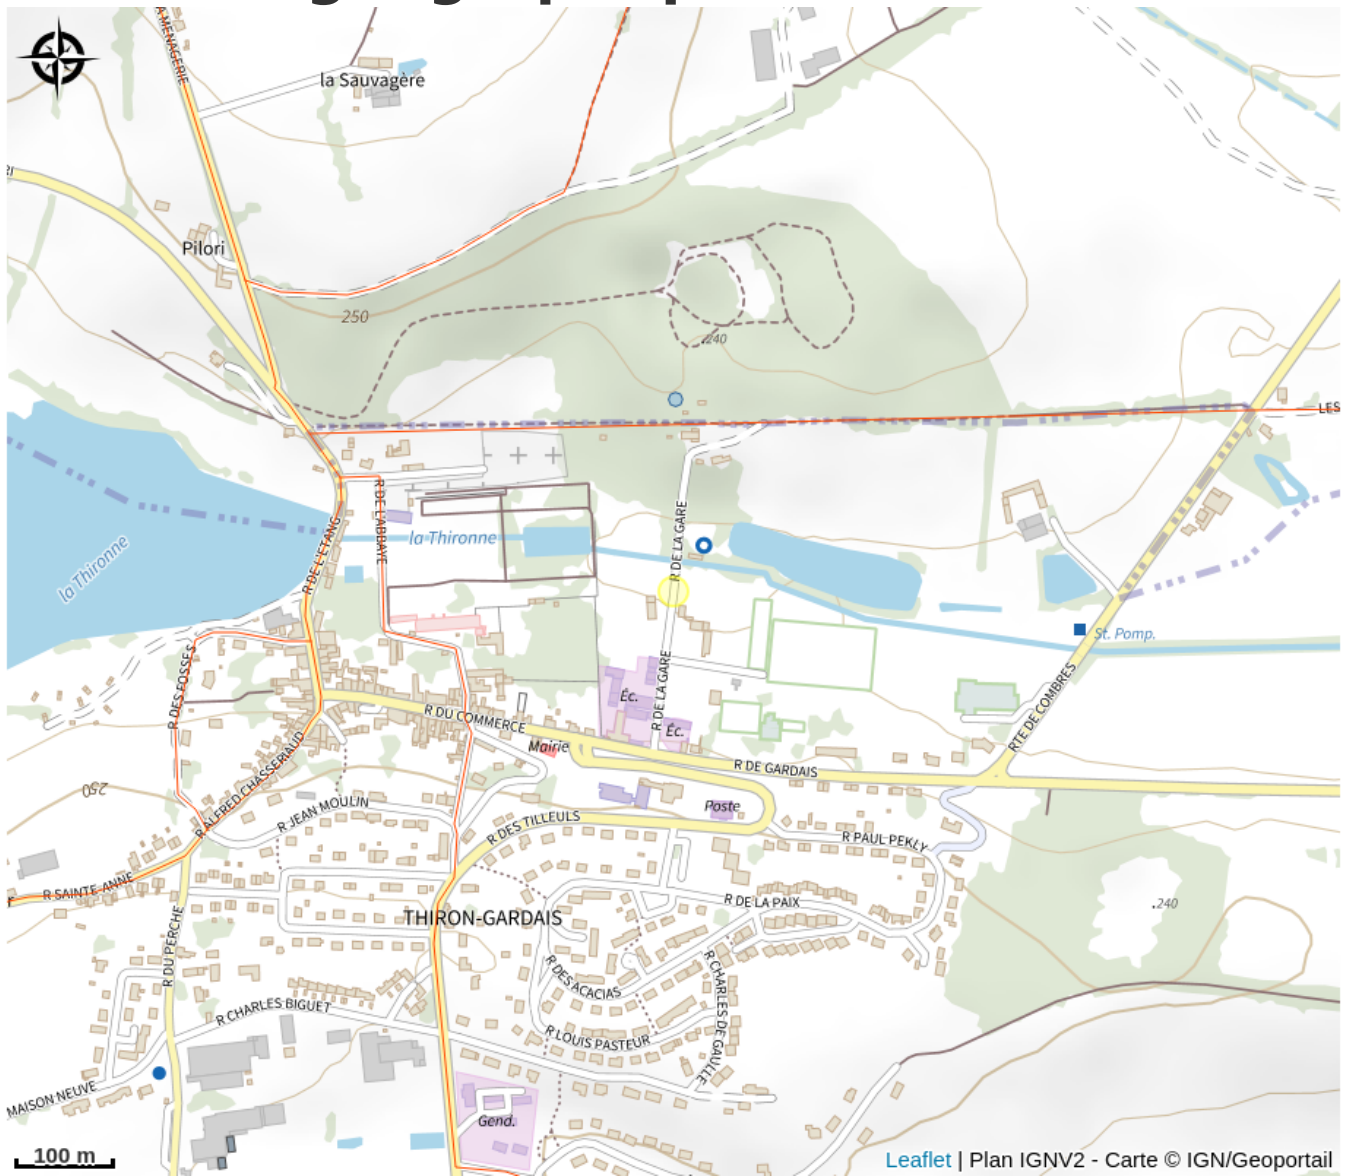 A MENAGERIE
la Sauvagère
Pilori
250
240
LES
R DE L'ETANG
R DE L'ABBAYE
la Thironne
R DE LA GARE
la Thironne
St. Pomp.
R DES FOSSES
R DE LA GARE
Éc.
Éc.
R DU COMMERCE
Mairie
RTE DE COMBRES
R DE GARDAIS
250
R ALFRED CHASSERIAUD
R JEAN MOULIN
Poste
R DES TILLEULS
R PAUL PEKLY
R SAINTE ANNE
R DE LA PAIX
240
THIRON-GARDAIS
R DU PERCHE
R DES ACACIAS
R CHARLES DE GAULLE
R CHARLES BIGUET
R LOUIS PASTEUR
MAISON NEUVE
Gend.
100 m
Leaflet | Plan IGNV2 - Carte © IGN/Geoportail